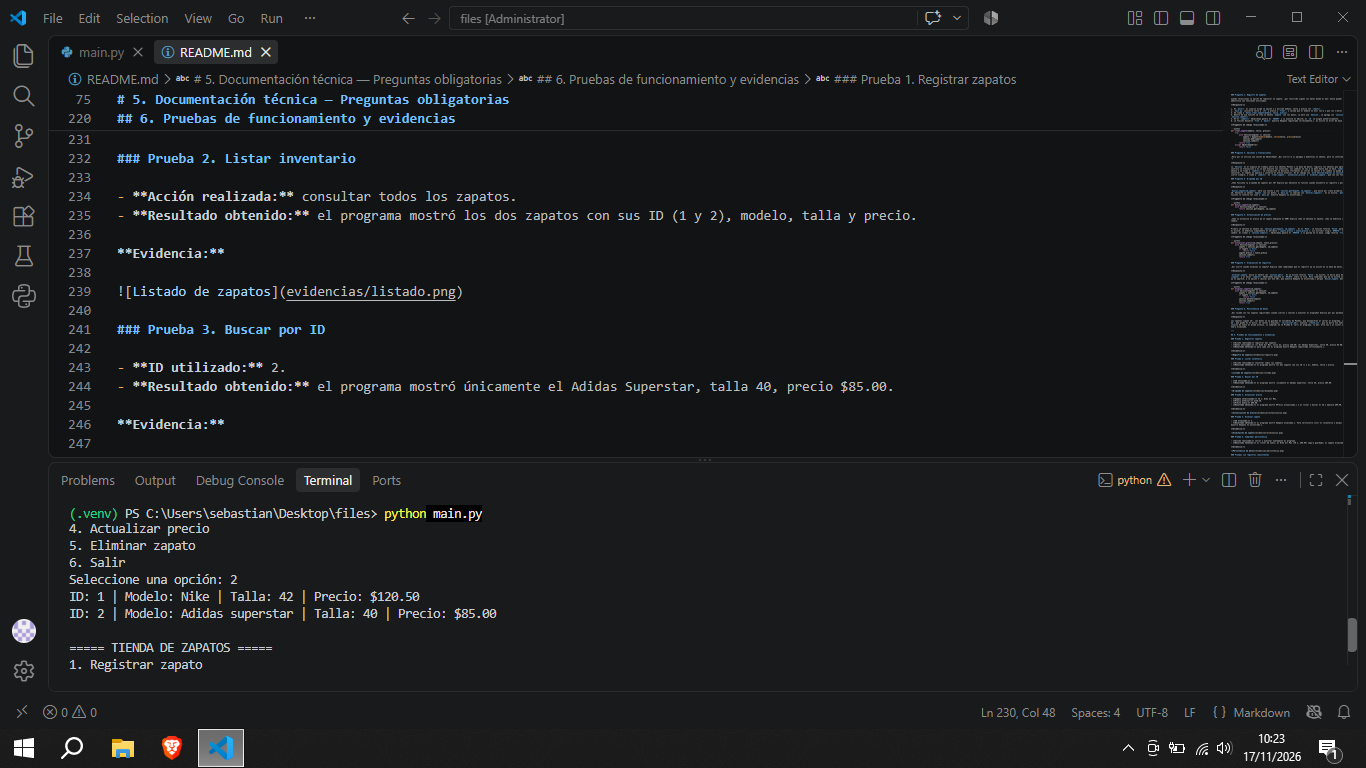 File Edit Selection View Go Run ··· files [Administrator]
main.py README.md
README.md > # 5. Documentación técnica — Preguntas obligatorias > ## 6. Pruebas de funcionamiento y evidencias > ### Prueba 1. Registrar zapatos Text Editor
75 # 5. Documentación técnica — Preguntas obligatorias
220 ## 6. Pruebas de funcionamiento y evidencias
231
232 ### Prueba 2. Listar inventario
233
234 - **Acción realizada:** consultar todos los zapatos.
235 - **Resultado obtenido:** el programa mostró los dos zapatos con sus ID (1 y 2), modelo, talla y precio.
236
237 **Evidencia:**
238
239 ![Listado de zapatos](evidencias/listado.png)
240
241 ### Prueba 3. Buscar por ID
242
243 - **ID utilizado:** 2.
244 - **Resultado obtenido:** el programa mostró únicamente el Adidas Superstar, talla 40, precio $85.00.
245
246 **Evidencia:**
247
Problems Output Debug Console Terminal Ports python
(.venv) PS C:\Users\sebastian\Desktop\files> python main.py
4. Actualizar precio
5. Eliminar zapato
6. Salir
Seleccione una opción: 2
ID: 1 | Modelo: Nike | Talla: 42 | Precio: $120.50
ID: 2 | Modelo: Adidas superstar | Talla: 40 | Precio: $85.00
===== TIENDA DE ZAPATOS =====
1. Registrar zapato
0 0 Ln 230, Col 48 Spaces: 4 UTF-8 LF {} Markdown
10:23
17/11/2026
1